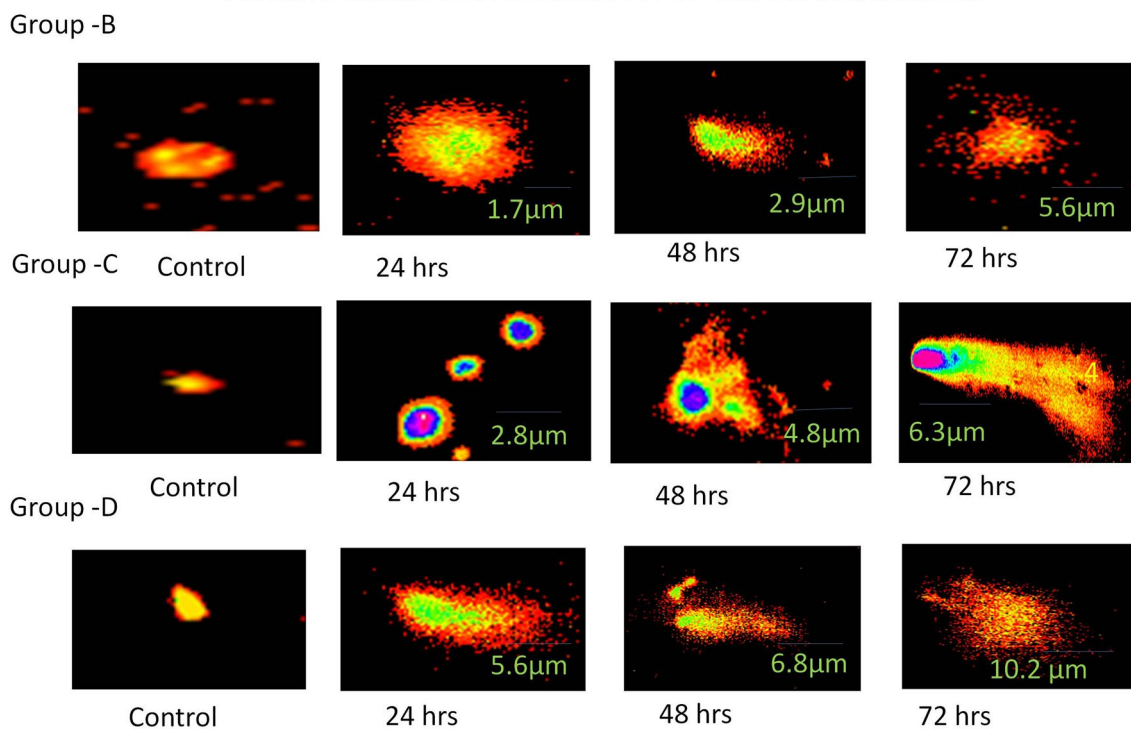 Group -B
1.7µm
2.9µm
5.6µm
Control
24 hrs
48 hrs
72 hrs
Group -C
2.8µm
4.8µm
4
6.3µm
Control
24 hrs
48 hrs
72 hrs
Group -D
5.6µm
6.8µm
10.2 µm
Control
24 hrs
48 hrs
72 hrs